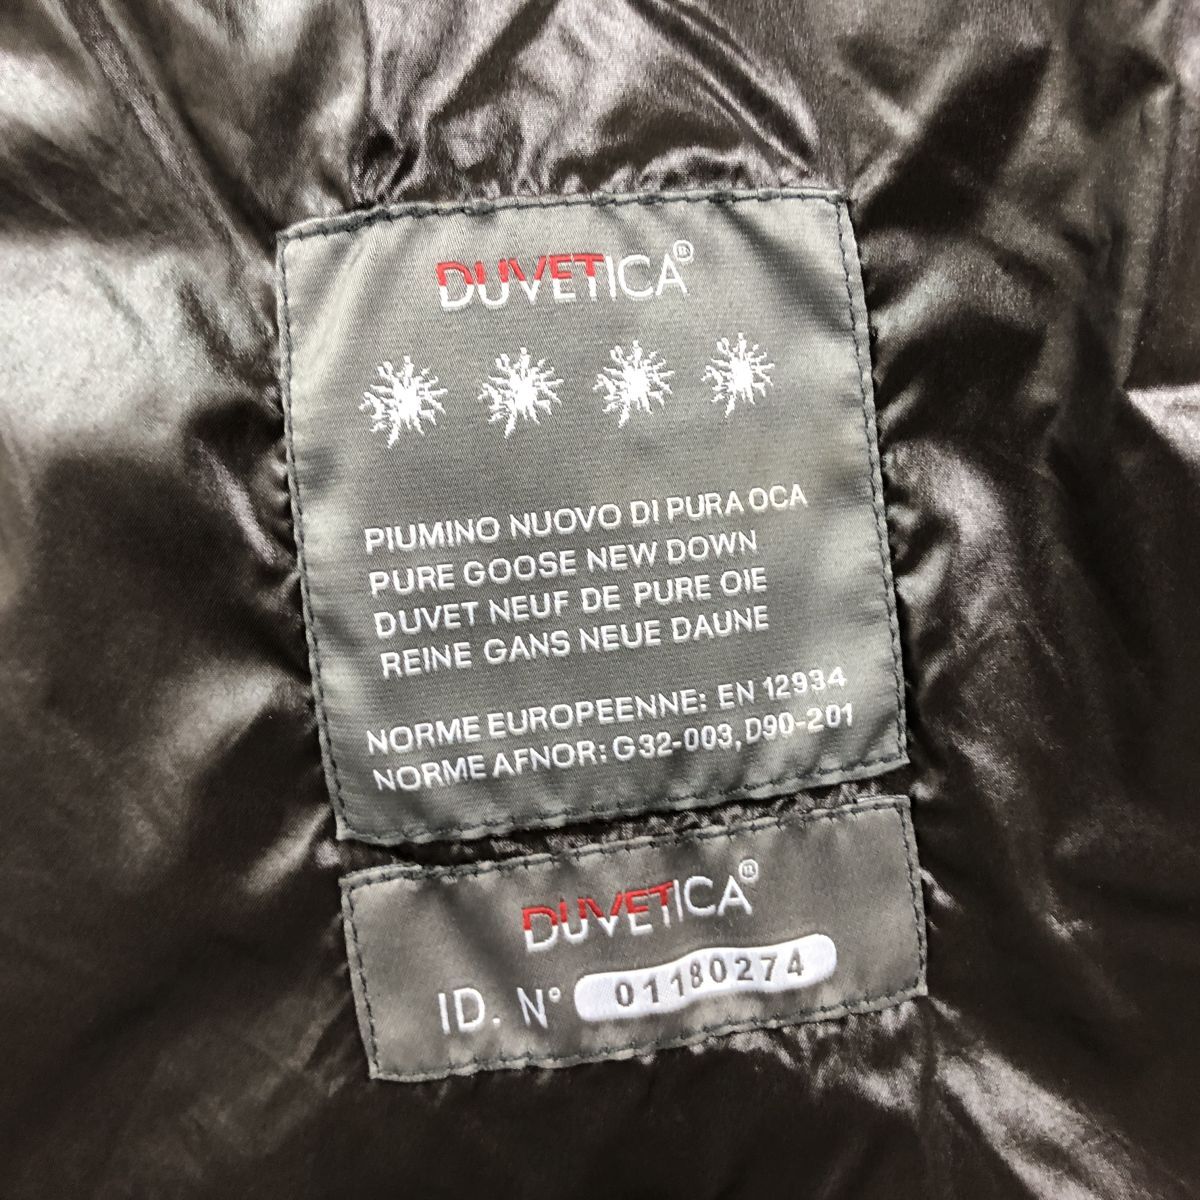 DUVETICA®
PIUMINO NUOVO DI PURA OCA
PURE GOOSE NEW DOWN
DUVET NEUF DE PURE OIE
REINE GANS NEUE DAUNE
NORME EUROPEENNE: EN 12934
NORME AFNOR: G32-003, D90-201
DUVETICA®
ID. N° 01180274